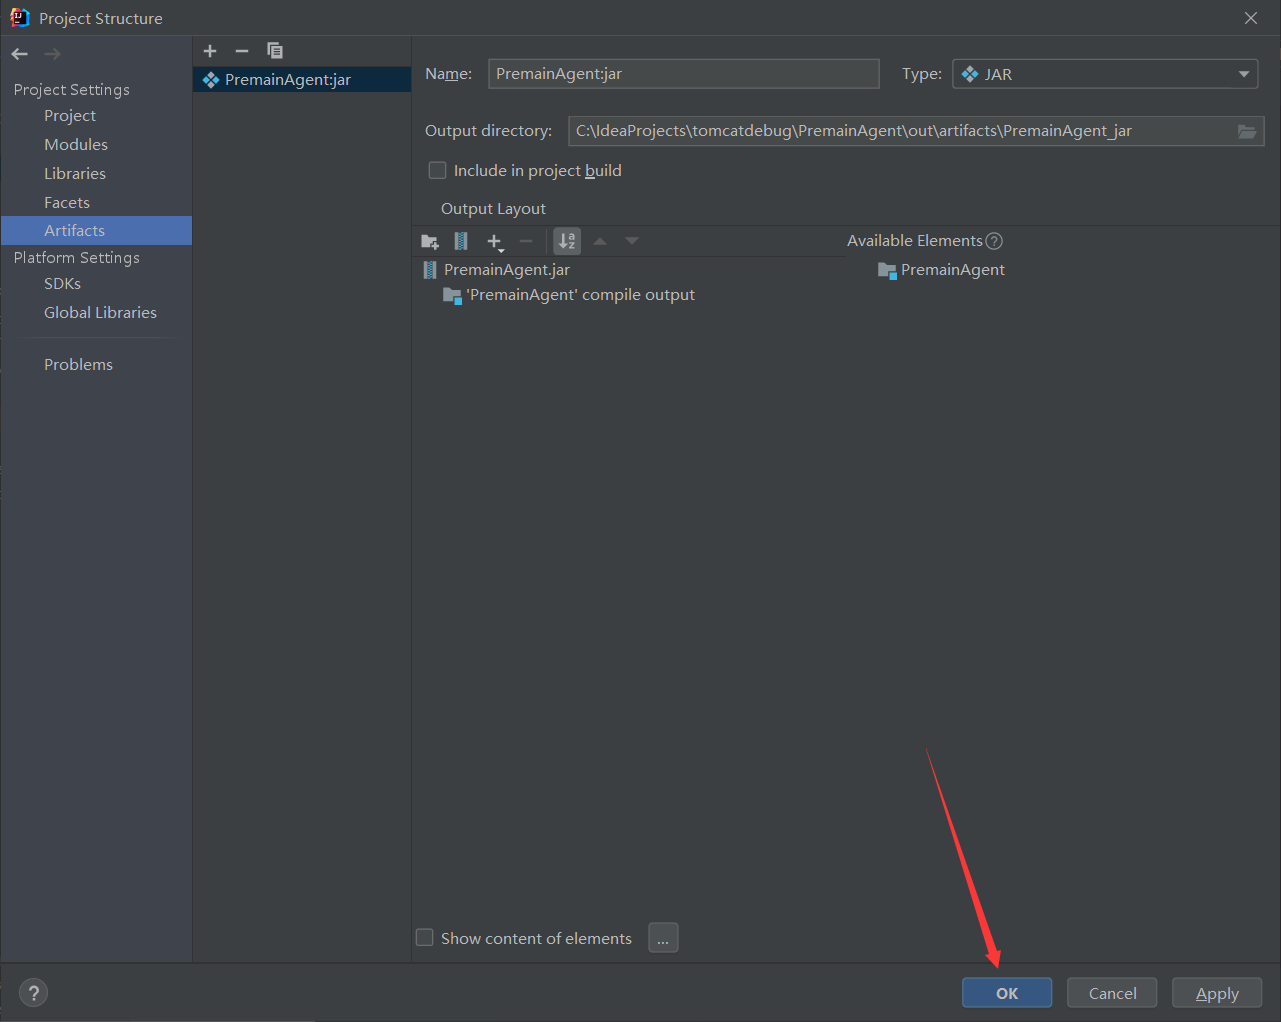 Project Structure
Project Settings
Project
Modules
Libraries
Facets
Artifacts
Platform Settings
SDKs
Global Libraries
Problems
PremainAgent:jar
Name: PremainAgent:jar Type: JAR
Output directory: C:\IdeaProjects\tomcatdebug\PremainAgent\out\artifacts\PremainAgent_jar
Include in project build
Output Layout
Available Elements ?
PremainAgent.jar
PremainAgent
'PremainAgent' compile output
Show content of elements ...
? OK Cancel Apply